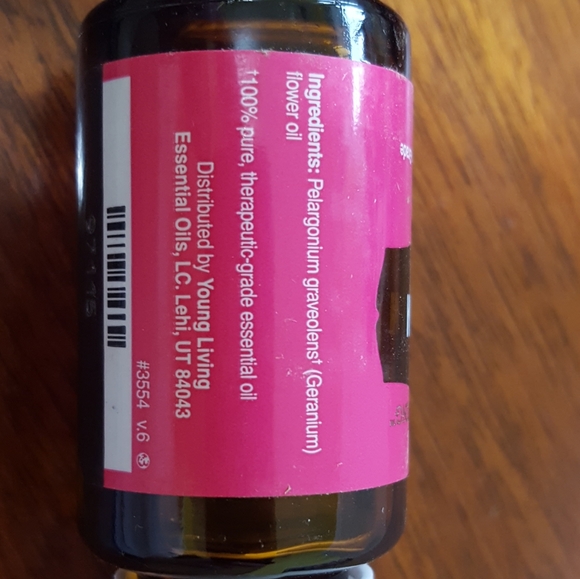 Ingredients: Pelargonium graveolens† (Geranium)
flower oil
†100% pure, therapeutic-grade essential oil
Distributed by Young Living
Essential Oils, LC, Lehi, UT 84043
#3554 v.6